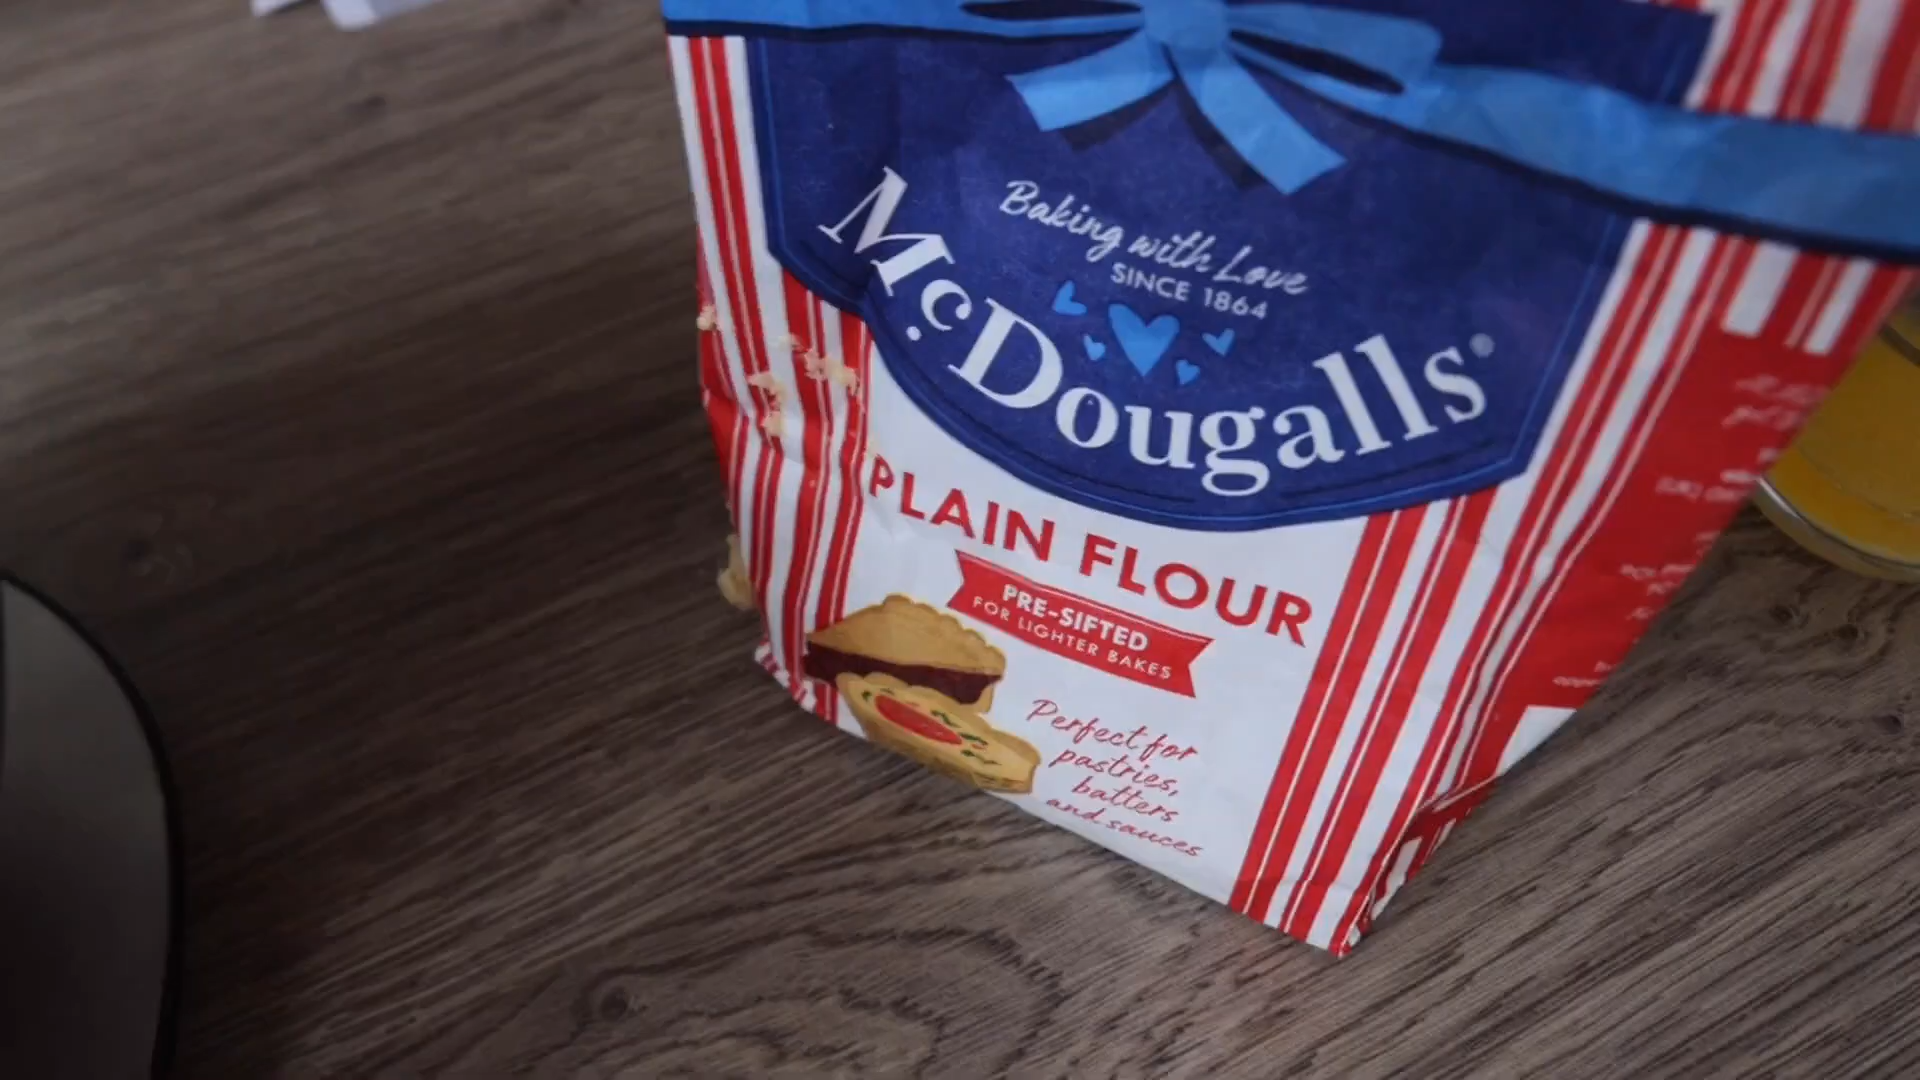 Baking with Love
SINCE 1864
McDougalls®
PLAIN FLOUR
PRE-SIFTED
FOR LIGHTER BAKES
Perfect for
pastries,
batters
and sauces